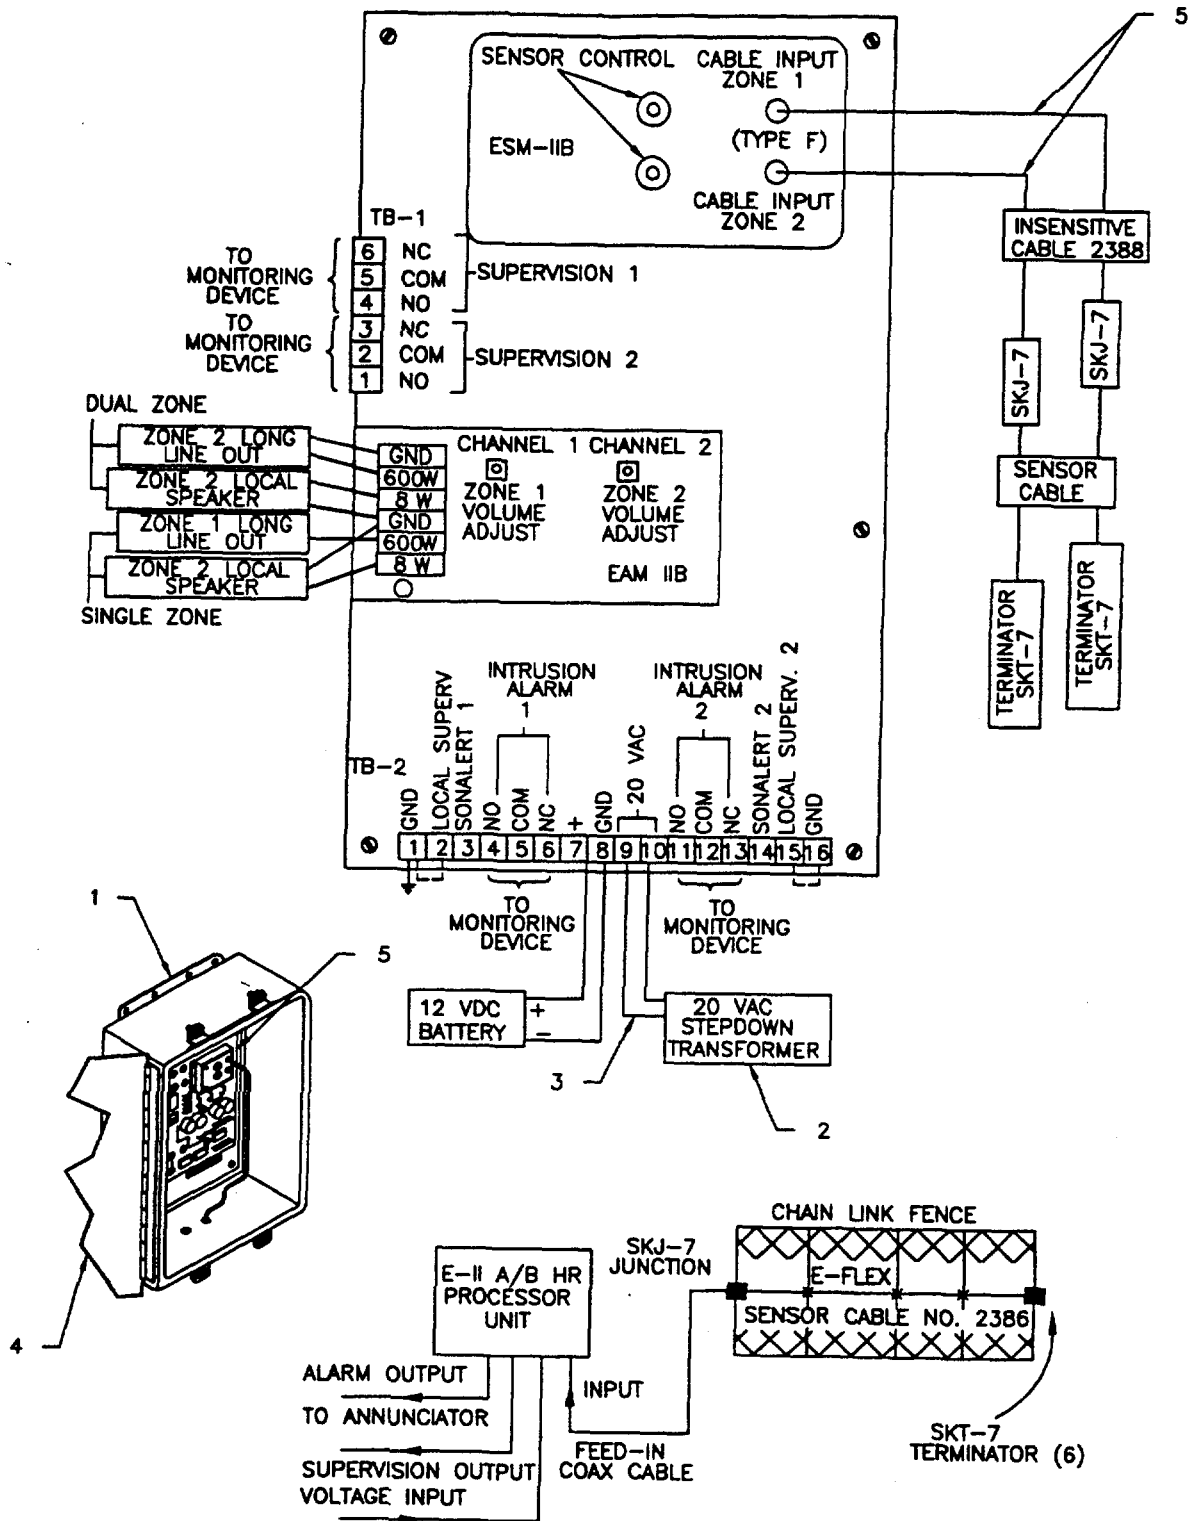 5
SENSOR CONTROL
CABLE INPUT
ZONE 1
ESM-IIB
(TYPE F)
CABLE INPUT
ZONE 2
INSENSITIVE
CABLE 2388
SKJ-7
SKJ-7
SENSOR
CABLE
TERMINATOR
SKT-7
TERMINATOR
SKT-7
TB-1
6 NC
5 COM
4 NO
3 NC
2 COM
1 NO
TO
MONITORING
DEVICE
SUPERVISION 1
TO
MONITORING
DEVICE
SUPERVISION 2
DUAL ZONE
ZONE 2 LONG
LINE OUT
ZONE 2 LOCAL
SPEAKER
ZONE 1 LONG
LINE OUT
ZONE 2 LOCAL
SPEAKER
SINGLE ZONE
GND
600W
8 W
GND
600W
8 W
CHANNEL 1
CHANNEL 2
ZONE 1
VOLUME
ADJUST
ZONE 2
VOLUME
ADJUST
EAM IIB
INTRUSION
ALARM
1
INTRUSION
ALARM
2
TB-2
GND
LOCAL SUPERV
SONALERT 1
NO
COM
NC
+
GND
20 VAC
NO
COM
NC
SONALERT 2
LOCAL SUPERV. 2
GND
1 2 3 4 5 6 7 8 9 10 11 12 13 14 15 16
TO
MONITORING
DEVICE
TO
MONITORING
DEVICE
12 VDC +
BATTERY -
20 VAC
STEPDOWN
TRANSFORMER
3
2
1
5
4
CHAIN LINK FENCE
SKJ-7
JUNCTION
E-FLEX
SENSOR CABLE NO. 2386
E-II A/B HR
PROCESSOR
UNIT
ALARM OUTPUT
TO ANNUNCIATOR
SUPERVISION OUTPUT
VOLTAGE INPUT
INPUT
FEED-IN
COAX CABLE
SKT-7
TERMINATOR (6)